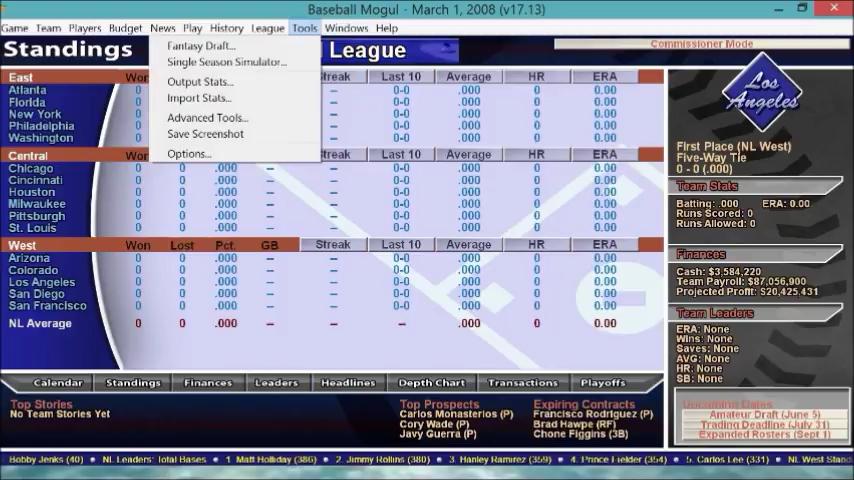 Baseball Mogul - March 1, 2008 (v17.13)
Game Team Players Budget News Play History League Tools Windows Help
Fantasy Draft...
Single Season Simulator...
Output Stats...
Import Stats...
Advanced Tools...
Save Screenshot
Options...
Standings League
Commissioner Mode
East Won Streak Last 10 Average HR ERA
Atlanta 0 – 0-0 .000 0 0.00
Florida 0 – 0-0 .000 0 0.00
New York 0 – 0-0 .000 0 0.00
Philadelphia 0 – 0-0 .000 0 0.00
Washington 0 – 0-0 .000 0 0.00
Central Won Streak Last 10 Average HR ERA
Chicago 0 0 .000 – – 0-0 .000 0 0.00
Cincinnati 0 0 .000 – – 0-0 .000 0 0.00
Houston 0 0 .000 – – 0-0 .000 0 0.00
Milwaukee 0 0 .000 – – 0-0 .000 0 0.00
Pittsburgh 0 0 .000 – – 0-0 .000 0 0.00
St. Louis 0 0 .000 – – 0-0 .000 0 0.00
West Won Lost Pct. GB Streak Last 10 Average HR ERA
Arizona 0 0 .000 – – 0-0 .000 0 0.00
Colorado 0 0 .000 – – 0-0 .000 0 0.00
Los Angeles 0 0 .000 – – 0-0 .000 0 0.00
San Diego 0 0 .000 – – 0-0 .000 0 0.00
San Francisco 0 0 .000 – – 0-0 .000 0 0.00
NL Average 0 0 .000 – – – .000 0 0.00
Los
Angeles
First Place (NL West)
Five-Way Tie
0 - 0 (.000)
Team Stats
Batting: .000 ERA: 0.00
Runs Scored: 0
Runs Allowed: 0
Finances
Cash: $3,584,220
Team Payroll: $87,056,900
Projected Profit: $20,425,431
Team Leaders
ERA: None
Wins: None
Saves: None
AVG: None
HR: None
SB: None
Upcoming Dates
Amateur Draft (June 5)
Trading Deadline (July 31)
Expanded Rosters (Sept 1)
Calendar Standings Finances Leaders Headlines Depth Chart Transactions Playoffs
Top Stories
No Team Stories Yet
Top Prospects
Carlos Monasterios (P)
Cory Wade (P)
Javy Guerra (P)
Expiring Contracts
Francisco Rodriguez (P)
Brad Hawpe (RF)
Chone Figgins (3B)
Bobby Jenks (40) • NL Leaders: Total Bases • 1. Matt Holliday (386) • 2. Jimmy Rollins (380) • 3. Hanley Ramirez (359) • 4. Prince Fielder (354) • 5. Carlos Lee (331) • NL West Stand